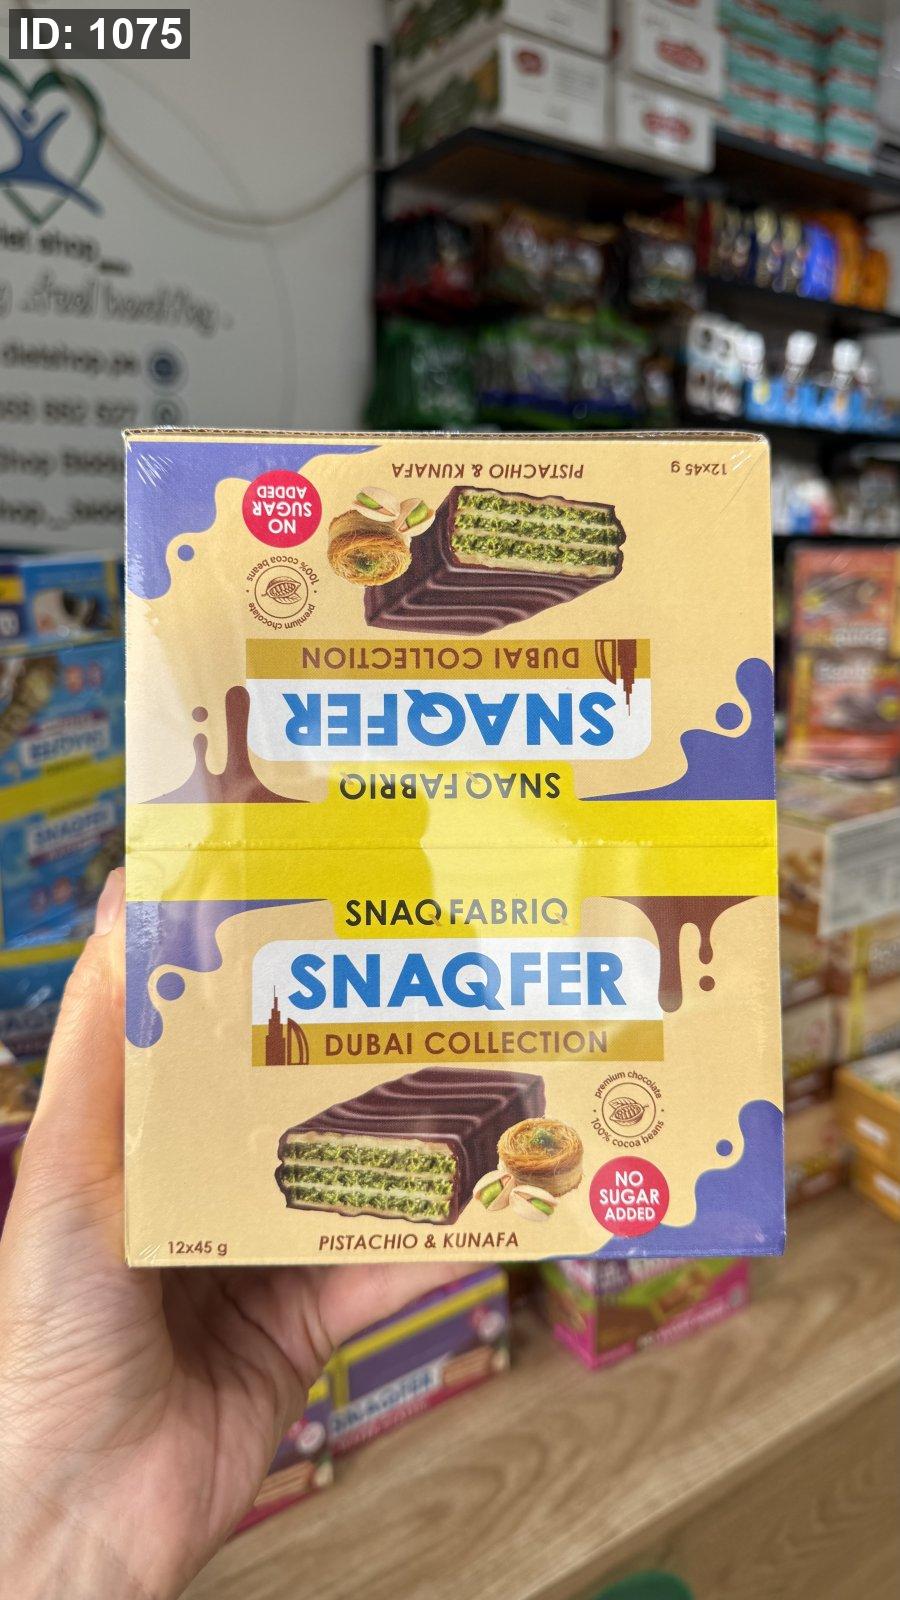 ID: 1075
PISTACHIO & KUNAFA
12x45 g
NO
SUGAR
ADDED
premium chocolate
100% cocoa beans
DUBAI COLLECTION
SNAQFER
SNAQ FABRIQ
SNAQ FABRIQ
SNAQFER
DUBAI COLLECTION
premium chocolate
100% cocoa beans
NO
SUGAR
ADDED
PISTACHIO & KUNAFA
12x45 g